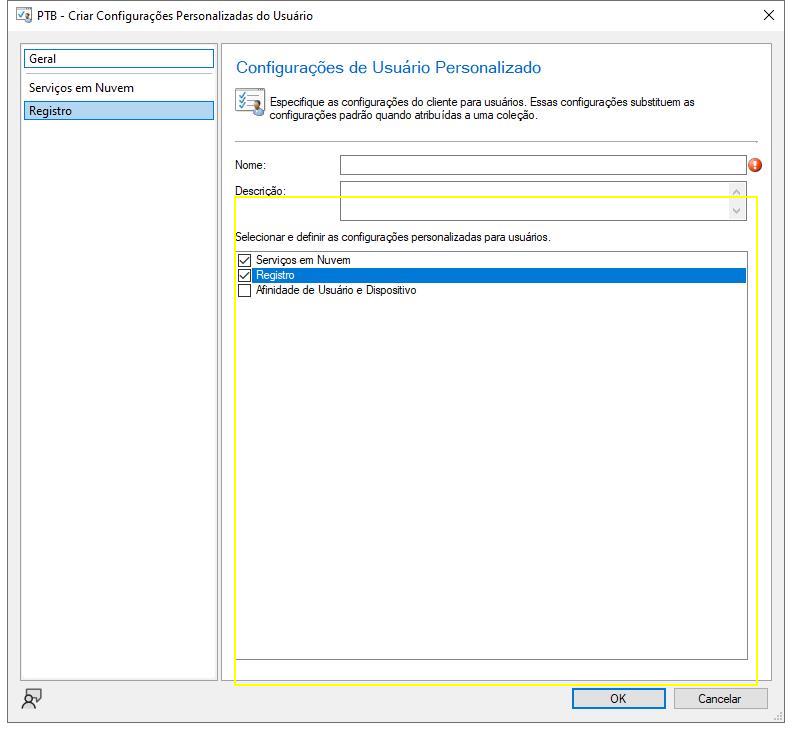 PTB - Criar Configurações Personalizadas do Usuário
Geral
Serviços em Nuvem
Registro
Configurações de Usuário Personalizado
Especifique as configurações do cliente para usuários. Essas configurações substituem as
configurações padrão quando atribuídas a uma coleção.
Nome:
Descrição:
Selecionar e definir as configurações personalizadas para usuários.
Serviços em Nuvem
Registro
Afinidade de Usuário e Dispositivo
OK
Cancelar